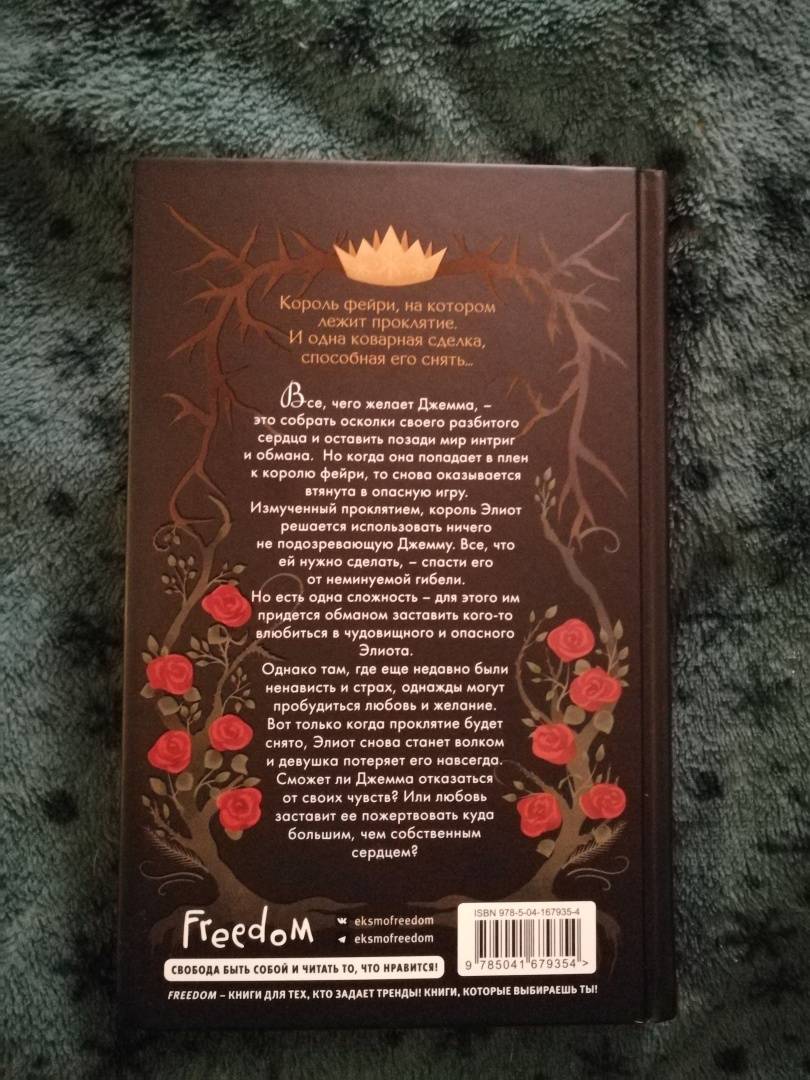 Король фейри, на котором
лежит проклятие.
И одна коварная сделка,
способная его снять...
Все, чего желает Джемма, –
это собрать осколки своего разбитого
сердца и оставить позади мир интриг
и обмана. Но когда она попадает в плен
к королю фейри, то снова оказывается
втянута в опасную игру.
Измученный проклятием, король Элиот
решается использовать ничего
не подозревающую Джемму. Все, что
ей нужно сделать, – спасти его
от неминуемой гибели.
Но есть одна сложность – для этого им
придется обманом заставить кого-то
влюбиться в чудовищного и опасного
Элиота.
Однако там, где еще недавно были
ненависть и страх, однажды могут
пробудиться любовь и желание.
Вот только когда проклятие будет
снято, Элиот снова станет волком
и девушка потеряет его навсегда.
Сможет ли Джемма отказаться
от своих чувств? Или любовь
заставит ее пожертвовать куда
большим, чем собственным
сердцем?
Freedom
eksmofreedom
eksmofreedom
СВОБОДА БЫТЬ СОБОЙ И ЧИТАТЬ ТО, ЧТО НРАВИТСЯ!
FREEDOM – КНИГИ ДЛЯ ТЕХ, КТО ЗАДАЕТ ТРЕНДЫ! КНИГИ, КОТОРЫЕ ВЫБИРАЕШЬ ТЫ!
ISBN 978-5-04-167935-4
9 785041 679354 >